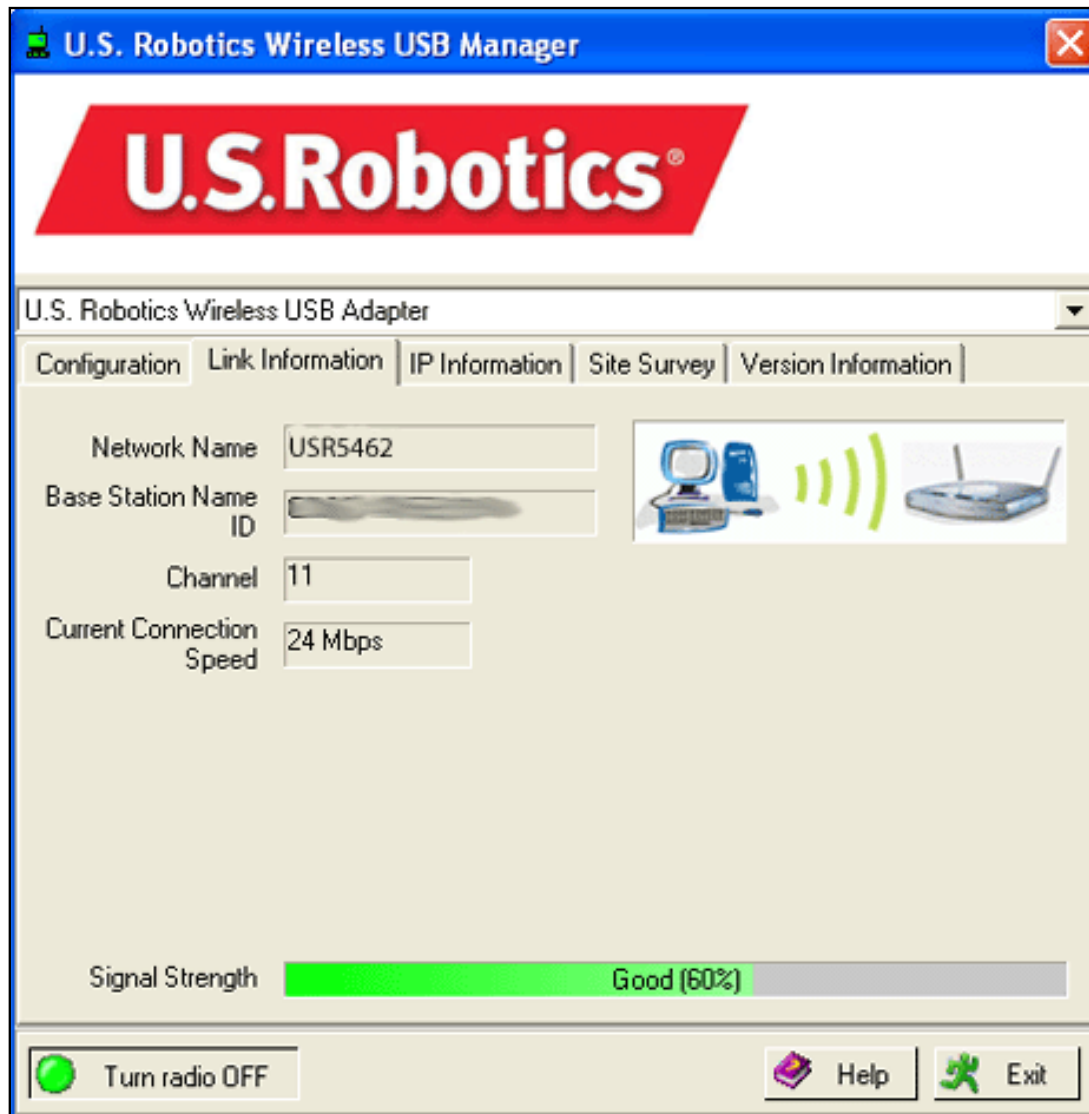 U.S. Robotics Wireless USB Manager
U.S.Robotics®
U.S. Robotics Wireless USB Adapter
Configuration Link Information IP Information Site Survey Version Information
Network Name USR5462
Base Station Name
ID
Channel 11
Current Connection
Speed 24 Mbps
Signal Strength Good (60%)
Turn radio OFF Help Exit